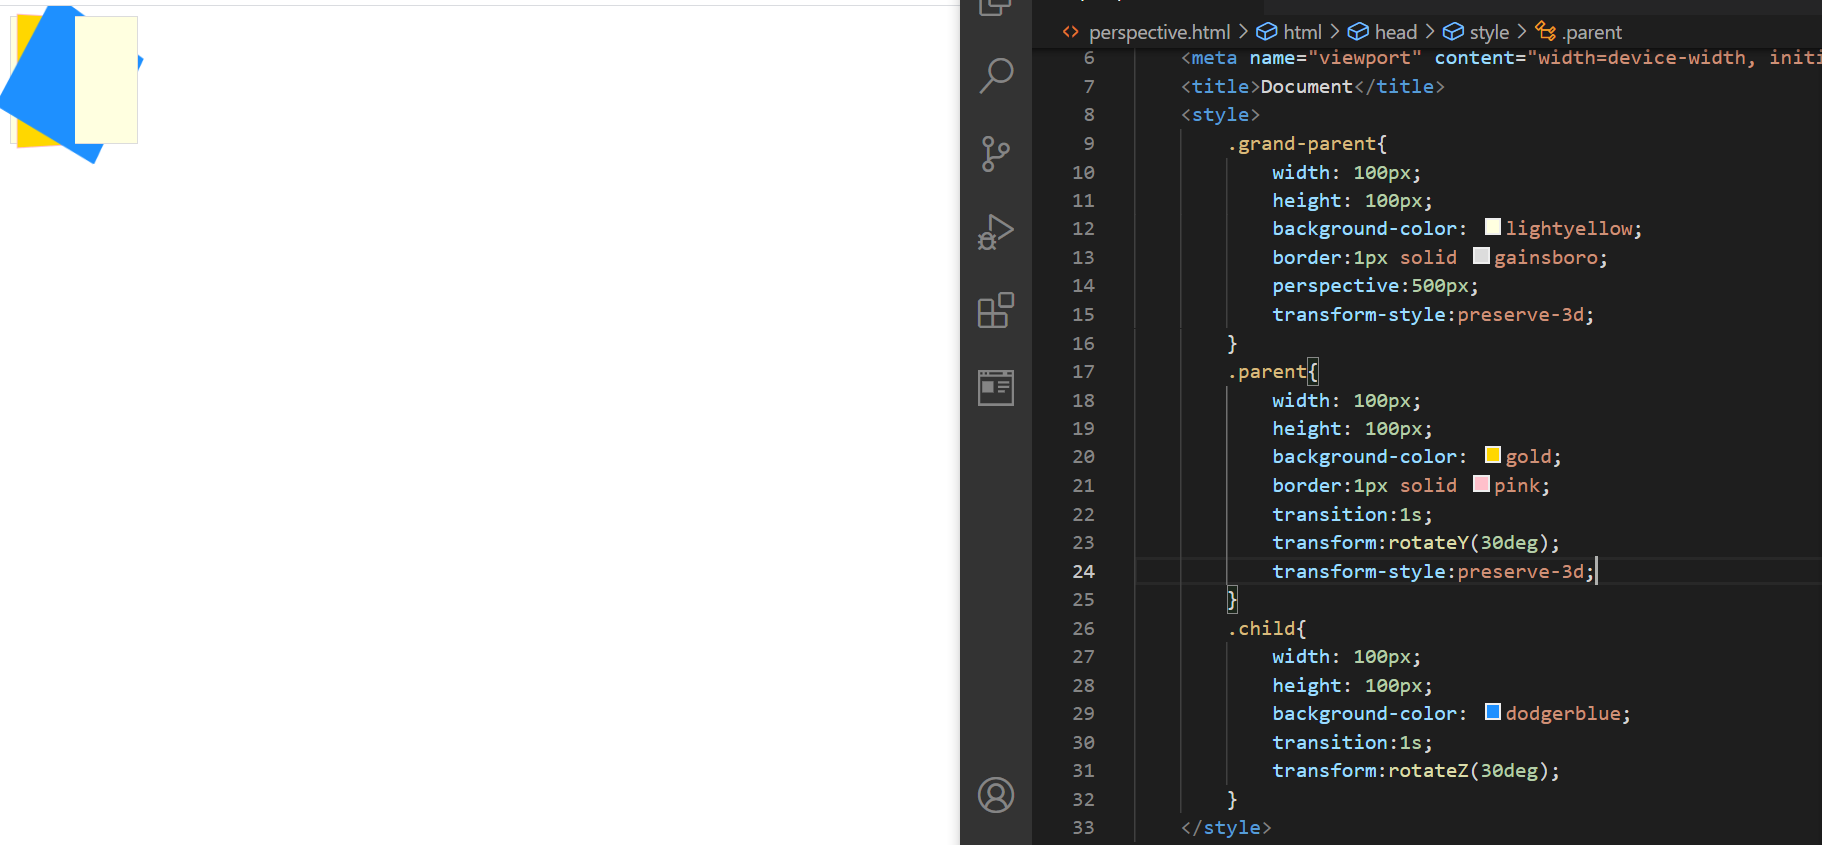 perspective.html > html > head > style > .parent
6 <meta name="viewport" content="width=device-width, initi
7 <title>Document</title>
8 <style>
9 .grand-parent{
10 width: 100px;
11 height: 100px;
12 background-color: lightyellow;
13 border:1px solid gainsboro;
14 perspective:500px;
15 transform-style:preserve-3d;
16 }
17 .parent{
18 width: 100px;
19 height: 100px;
20 background-color: gold;
21 border:1px solid pink;
22 transition:1s;
23 transform:rotateY(30deg);
24 transform-style:preserve-3d;
25 }
26 .child{
27 width: 100px;
28 height: 100px;
29 background-color: dodgerblue;
30 transition:1s;
31 transform:rotateZ(30deg);
32 }
33 </style>